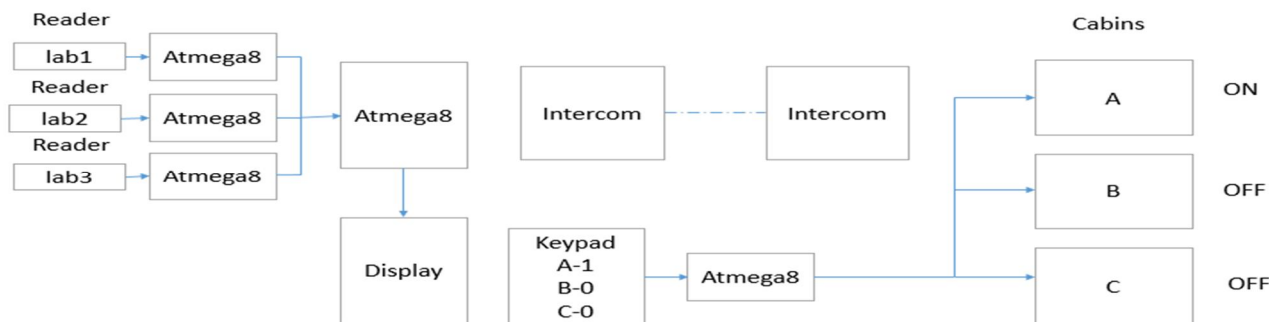 Reader
lab1
Atmega8
Reader
lab2
Atmega8
Reader
lab3
Atmega8
Atmega8
Display
Intercom
Intercom
Keypad
A-1
B-0
C-0
Atmega8
Cabins
A
ON
B
OFF
C
OFF